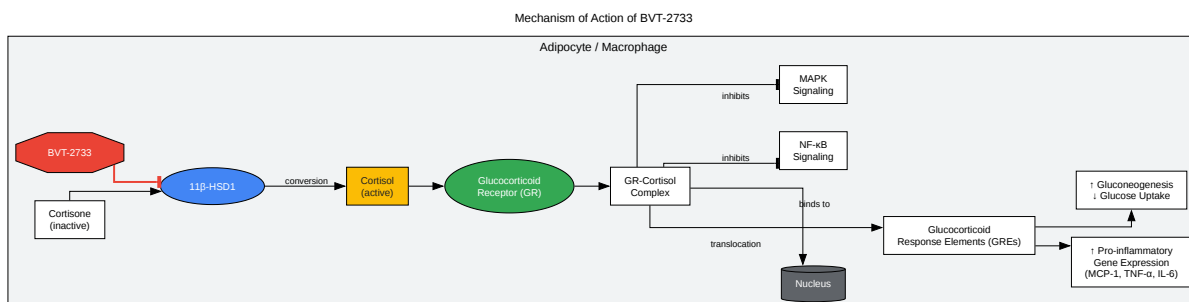 Mechanism of Action of BVT-2733
Adipocyte / Macrophage
MAPK
Signaling
inhibits
NF-κB
Signaling
inhibits
BVT-2733
11β-HSD1
conversion
Cortisol
(active)
Glucocorticoid
Receptor (GR)
GR-Cortisol
Complex
Cortisone
(inactive)
binds to
translocation
Glucocorticoid
Response Elements (GREs)
↑ Gluconeogenesis
↓ Glucose Uptake
↑ Pro-inflammatory
Gene Expression
(MCP-1, TNF-α, IL-6)
Nucleus